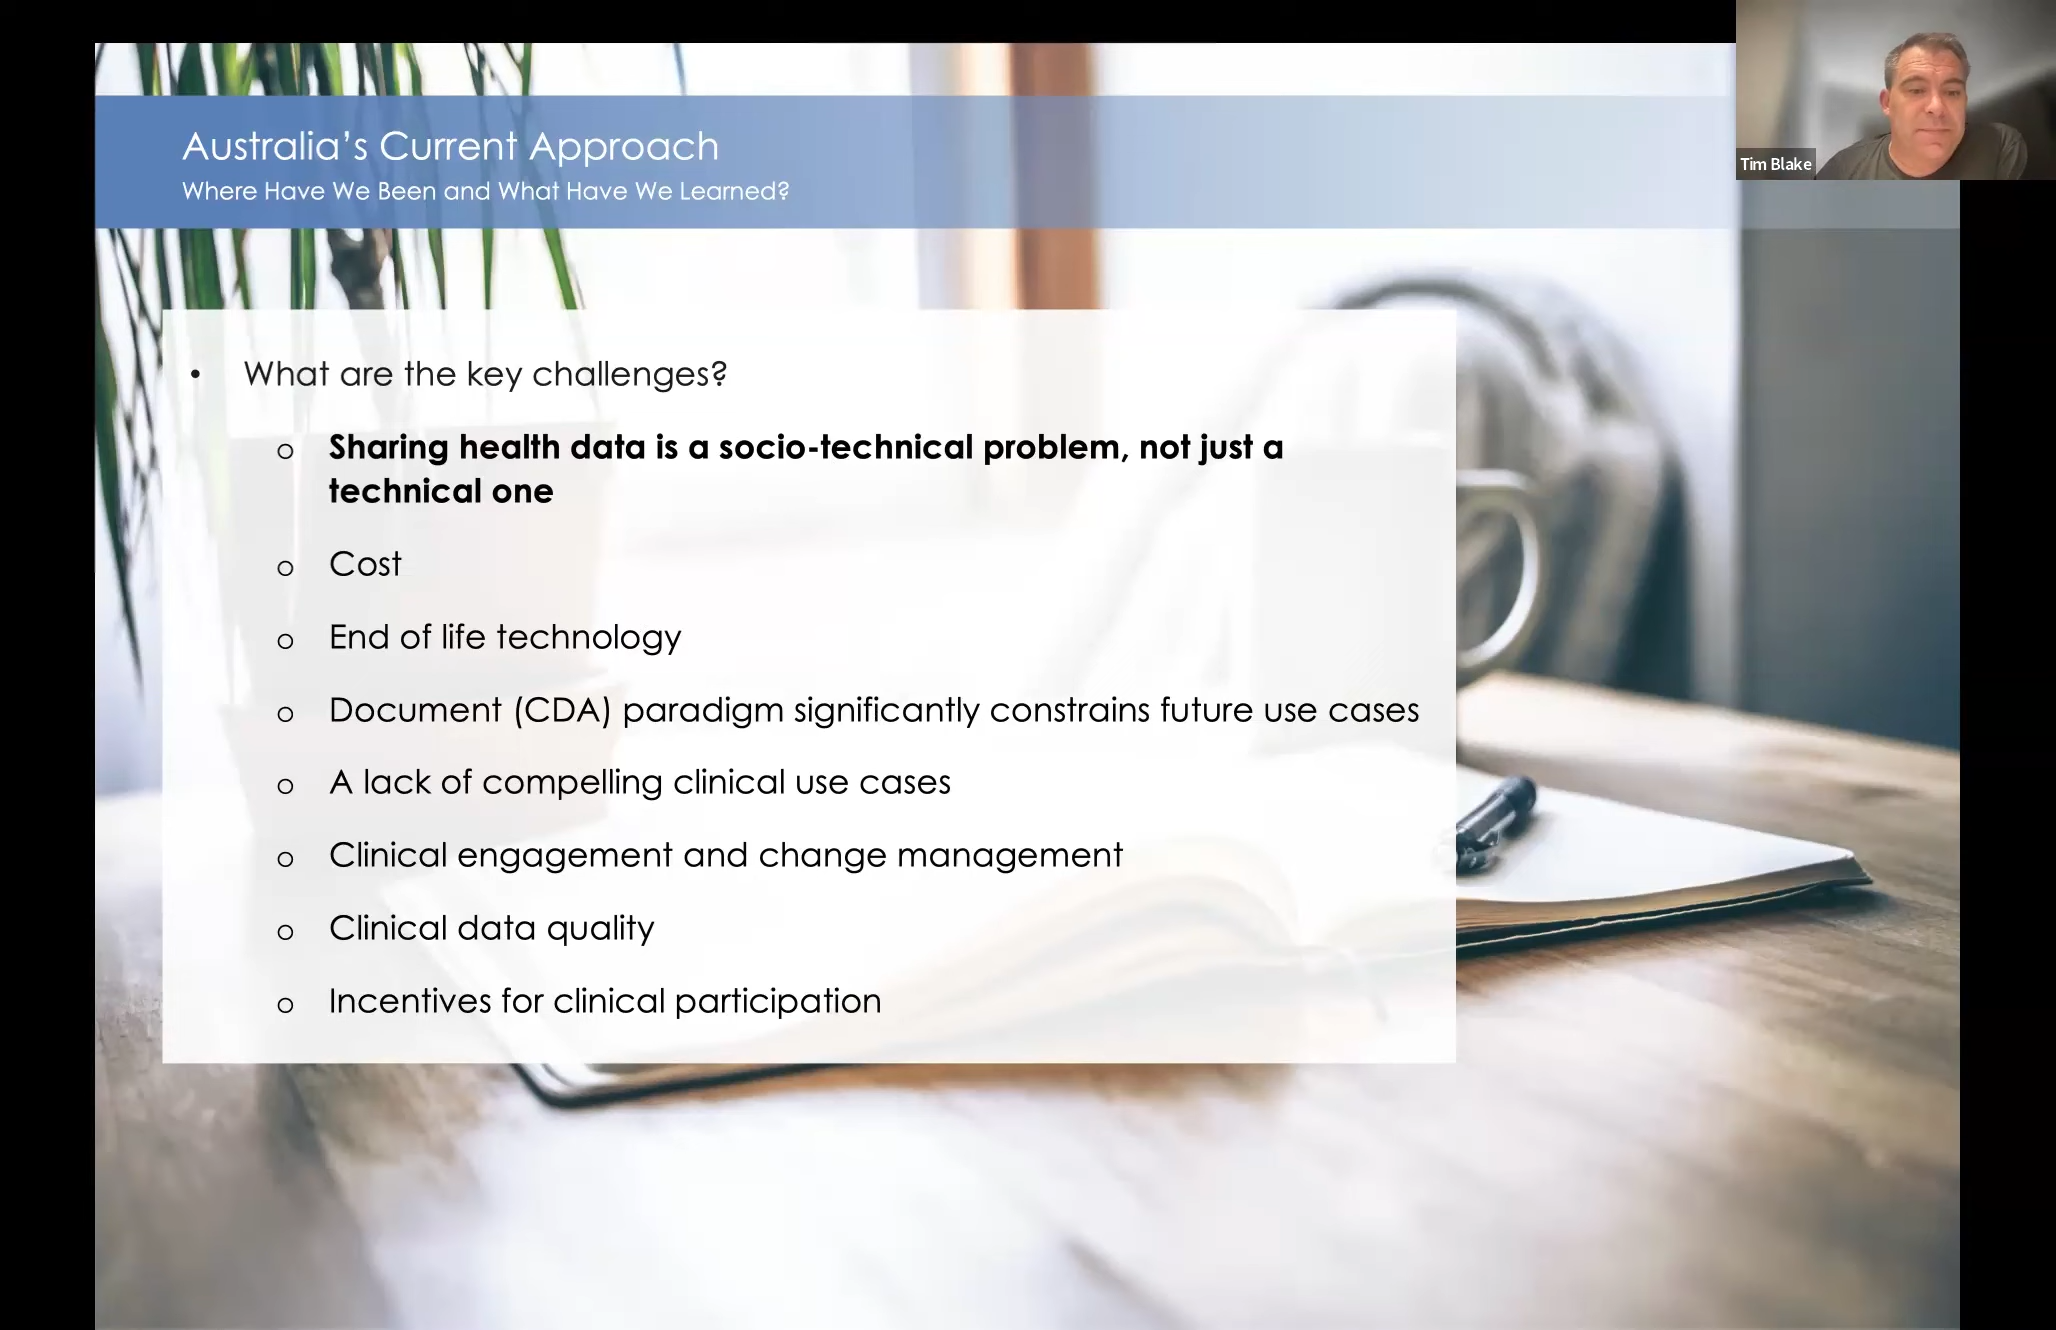 Australia's Current Approach
Where Have We Been and What Have We Learned?
Tim Blake
• What are the key challenges?
o Sharing health data is a socio-technical problem, not just a
technical one
o Cost
o End of life technology
o Document (CDA) paradigm significantly constrains future use cases
o A lack of compelling clinical use cases
o Clinical engagement and change management
o Clinical data quality
o Incentives for clinical participation